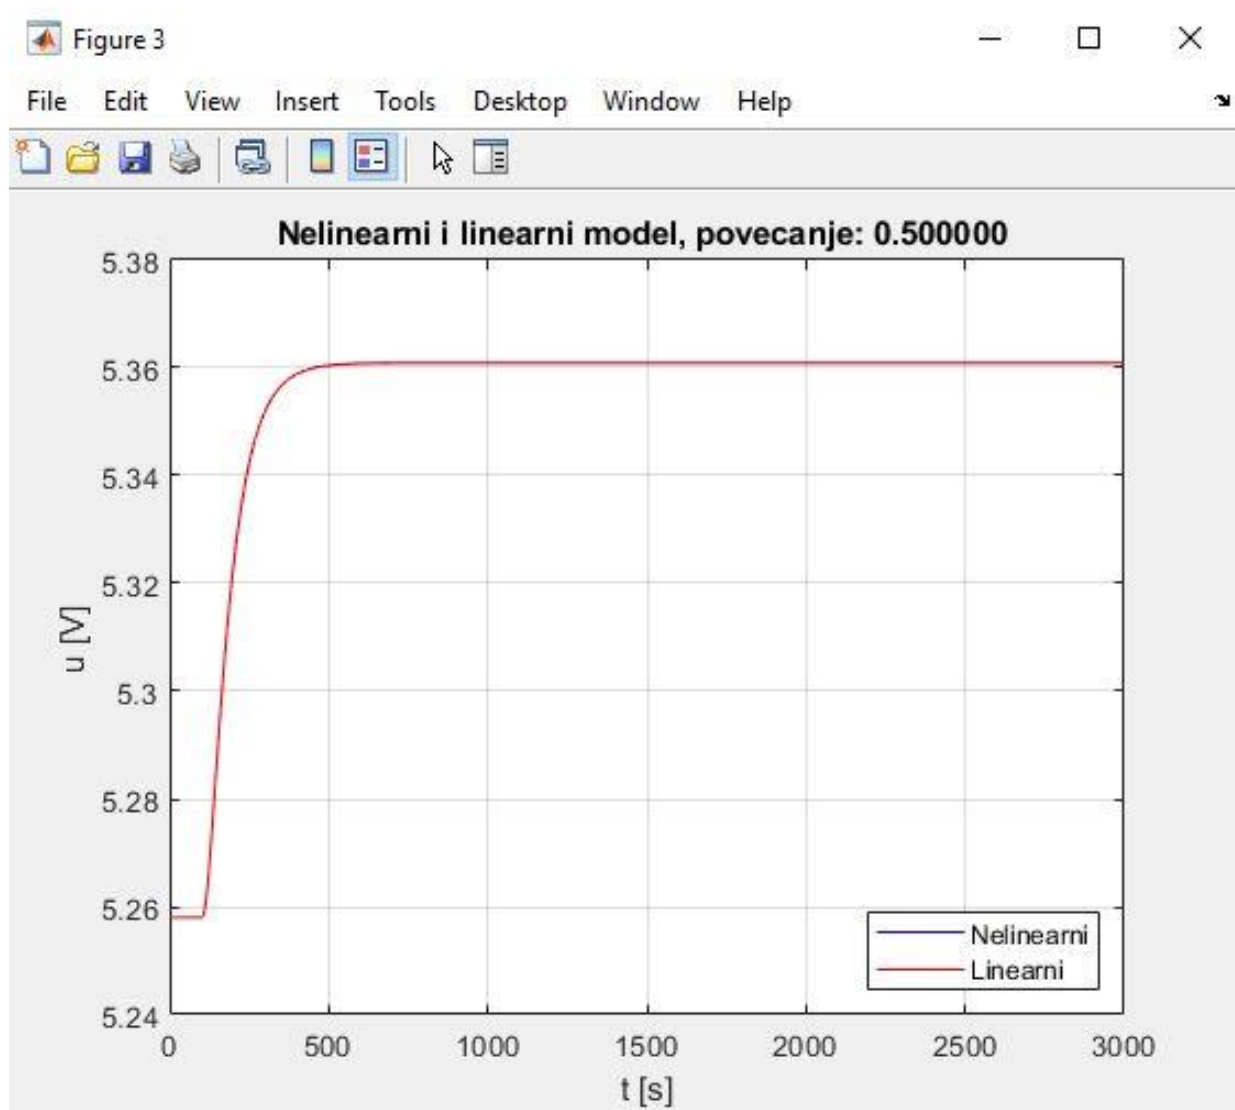 Figure 3
File Edit View Insert Tools Desktop Window Help
Nelinearni i linearni model, povecanje: 0.500000
5.38
5.36
5.34
5.32
5.3
5.28
5.26
5.24
u [V]
Nelinearni
Linearni
0 500 1000 1500 2000 2500 3000
t [s]